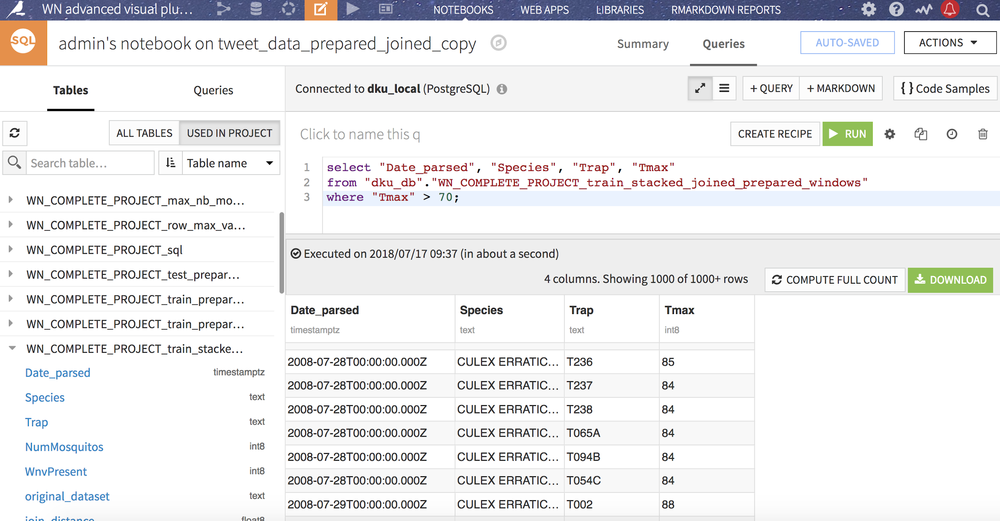 WN advanced visual plu...
NOTEBOOKS
WEB APPS
LIBRARIES
RMARKDOWN REPORTS
SQL
admin's notebook on tweet_data_prepared_joined_copy
Summary
Queries
AUTO-SAVED
ACTIONS
Tables
Queries
Connected to dku_local (PostgreSQL)
+ QUERY
+ MARKDOWN
{ } Code Samples
ALL TABLES
USED IN PROJECT
Search table...
Table name
Click to name this q
CREATE RECIPE
RUN
1 select "Date_parsed", "Species", "Trap", "Tmax"
2 from "dku_db"."WN_COMPLETE_PROJECT_train_stacked_joined_prepared_windows"
3 where "Tmax" > 70;
WN_COMPLETE_PROJECT_max_nb_mo...
WN_COMPLETE_PROJECT_row_max_va...
WN_COMPLETE_PROJECT_sql
WN_COMPLETE_PROJECT_test_prepar...
WN_COMPLETE_PROJECT_train_prepar...
WN_COMPLETE_PROJECT_train_prepar...
WN_COMPLETE_PROJECT_train_stacke...
Date_parsed timestamptz
Species text
Trap text
NumMosquitos int8
WnvPresent int8
original_dataset text
join_distance float8
Executed on 2018/07/17 09:37 (in about a second)
4 columns. Showing 1000 of 1000+ rows
COMPUTE FULL COUNT
DOWNLOAD
Date_parsed Species Trap Tmax
timestamptz text text int8
2008-07-28T00:00:00.000Z CULEX ERRATIC... T236 85
2008-07-28T00:00:00.000Z CULEX ERRATIC... T237 84
2008-07-28T00:00:00.000Z CULEX ERRATIC... T238 84
2008-07-28T00:00:00.000Z CULEX ERRATIC... T065A 84
2008-07-28T00:00:00.000Z CULEX ERRATIC... T094B 84
2008-07-28T00:00:00.000Z CULEX ERRATIC... T054C 84
2008-07-29T00:00:00.000Z CULEX ERRATIC... T002 88